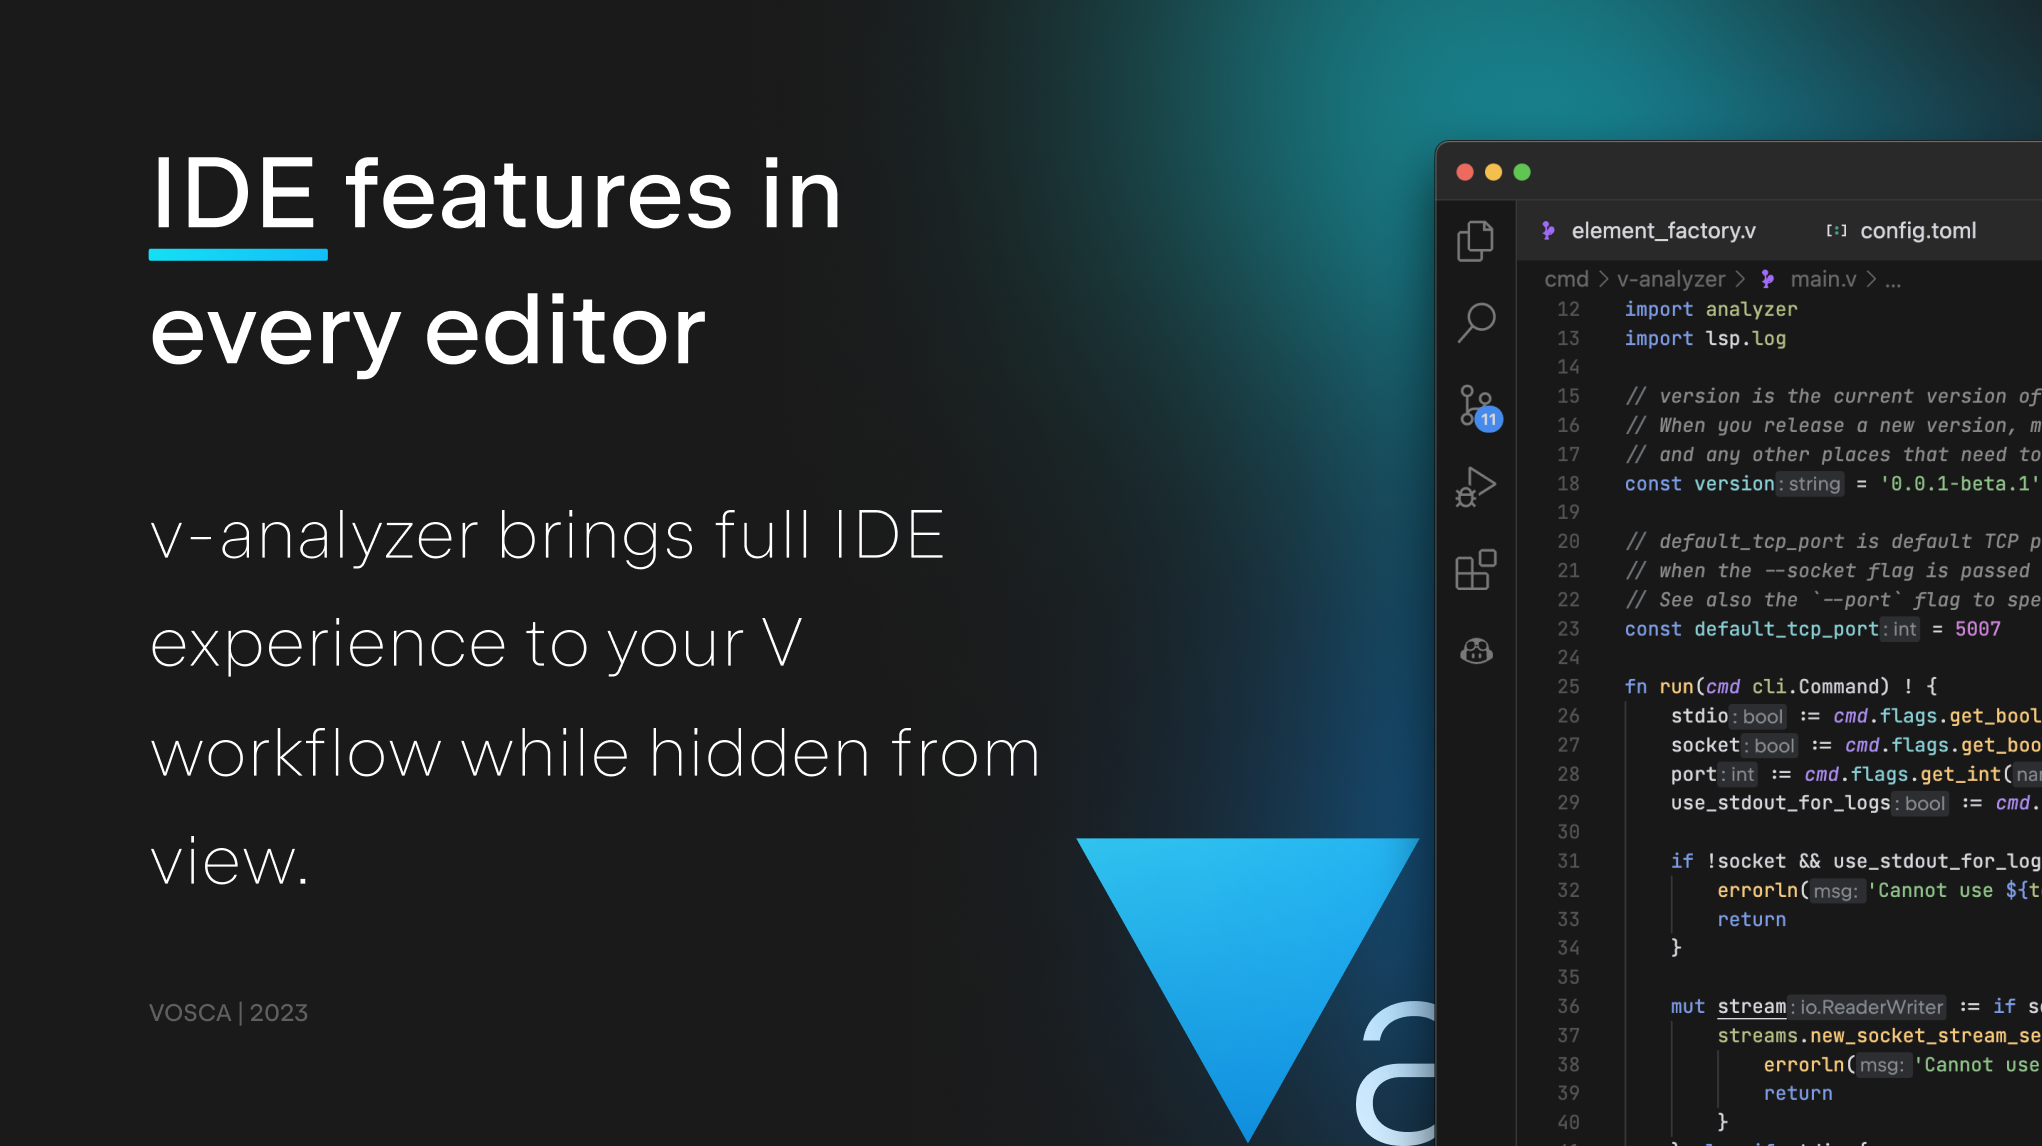 IDE features in
every editor
v-analyzer brings full IDE
experience to your V
workflow while hidden from
view.
VOSCA | 2023
a
11
element_factory.v
config.toml
cmd > v-analyzer > main.v > ...
12 import analyzer
13 import lsp.log
14
15 // version is the current version of
16 // When you release a new version, m
17 // and any other places that need to
18 const version: string = '0.0.1-beta.1'
19
20 // default_tcp_port is default TCP p
21 // when the --socket flag is passed
22 // See also the `--port` flag to spe
23 const default_tcp_port: int = 5007
24
25 fn run(cmd cli.Command) ! {
26 stdio: bool := cmd.flags.get_bool
27 socket: bool := cmd.flags.get_boo
28 port: int := cmd.flags.get_int(nam
29 use_stdout_for_logs: bool := cmd.
30
31 if !socket && use_stdout_for_log
32 errorln(msg: 'Cannot use ${t
33 return
34 }
35
36 mut stream: io.ReaderWriter := if s
37 streams.new_socket_stream_se
38 errorln(msg: 'Cannot use
39 return
40 }